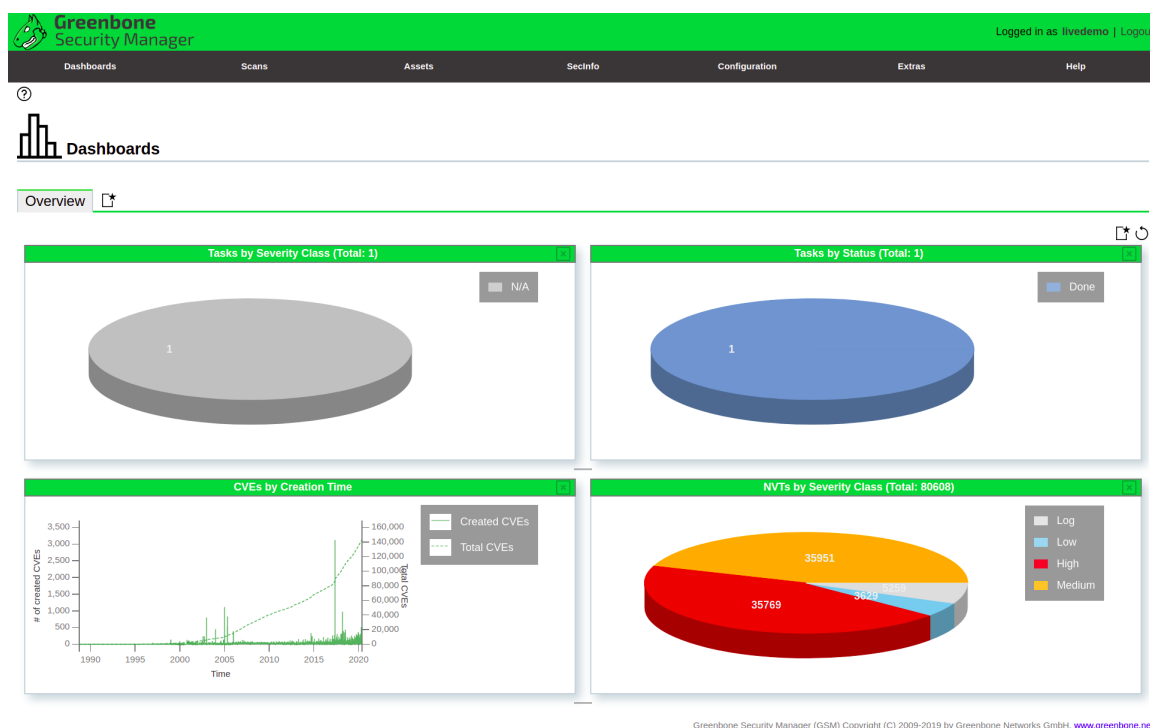 Greenbone
Security Manager
Logged in as livedemo | Logou
Dashboards Scans Assets SecInfo Configuration Extras Help
?
Dashboards
Overview
Tasks by Severity Class (Total: 1)
N/A
1
Tasks by Status (Total: 1)
Done
1
CVEs by Creation Time
Created CVEs
Total CVEs
# of created CVEs
3,500
3,000
2,500
2,000
1,500
1,000
500
0
160,000
140,000
120,000
100,000
80,000
60,000
40,000
20,000
0
Total CVEs
1990 1995 2000 2005 2010 2015 2020
Time
NVTs by Severity Class (Total: 80608)
Log
Low
High
Medium
35951
5259
3629
35769
Greenbone Security Manager (GSM) Copyright (C) 2009-2019 by Greenbone Networks GmbH, www.greenbone.ne